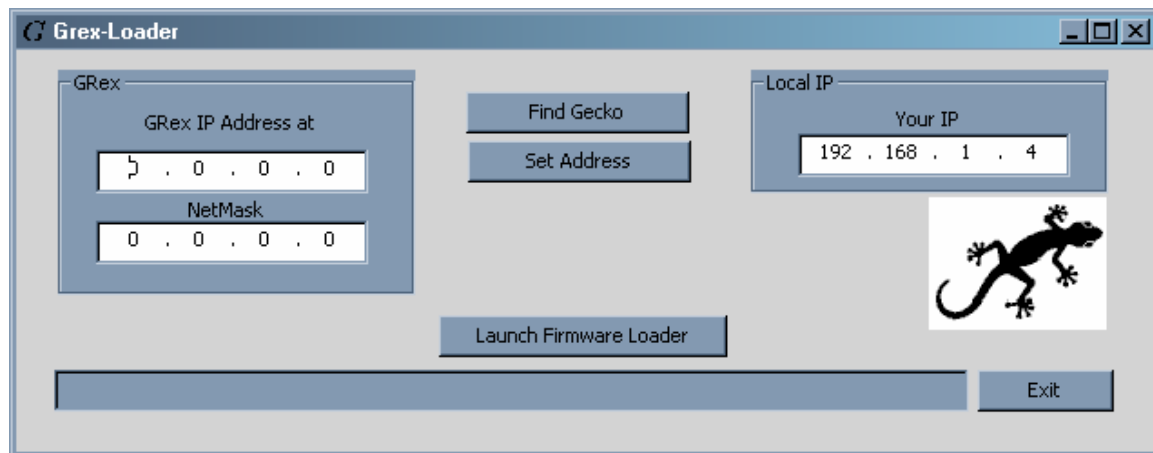 G Grex-Loader
GRex
GRex IP Address at
0 . 0 . 0 . 0
NetMask
0 . 0 . 0 . 0
Find Gecko
Set Address
Local IP
Your IP
192 . 168 . 1 . 4
Launch Firmware Loader
Exit